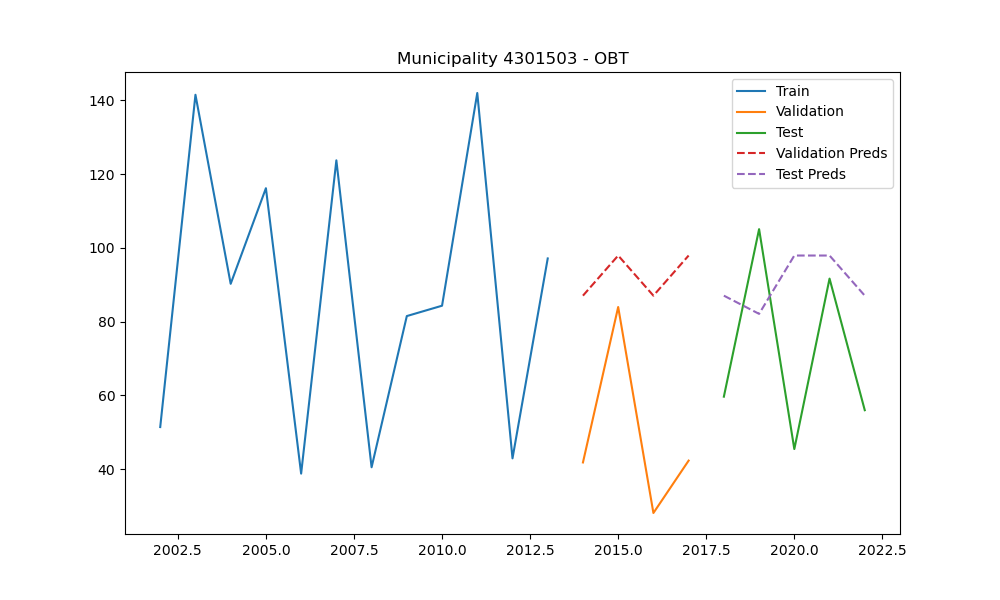 Municipality 4301503 - OBT
Train
Validation
Test
Validation Preds
Test Preds
140
120
100
80
60
40
2002.5 2005.0 2007.5 2010.0 2012.5 2015.0 2017.5 2020.0 2022.5